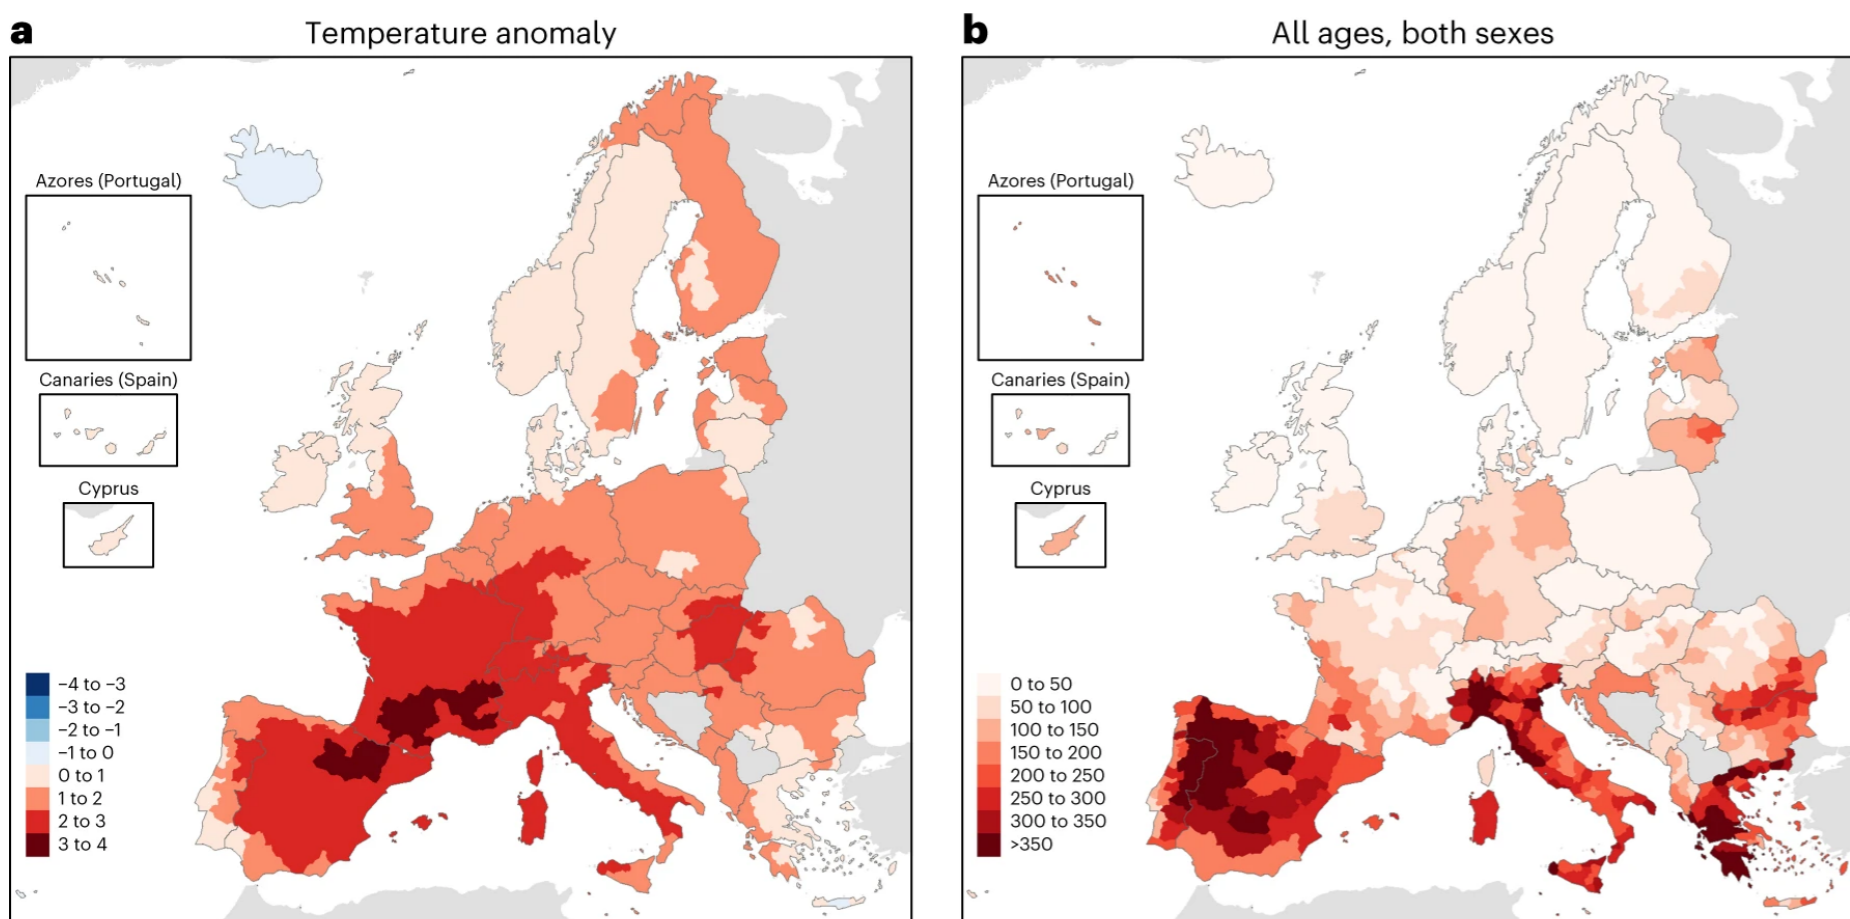 a
Temperature anomaly
Azores (Portugal)
Canaries (Spain)
Cyprus
−4 to −3
−3 to −2
−2 to −1
−1 to 0
0 to 1
1 to 2
2 to 3
3 to 4
b
All ages, both sexes
Azores (Portugal)
Canaries (Spain)
Cyprus
0 to 50
50 to 100
100 to 150
150 to 200
200 to 250
250 to 300
300 to 350
>350